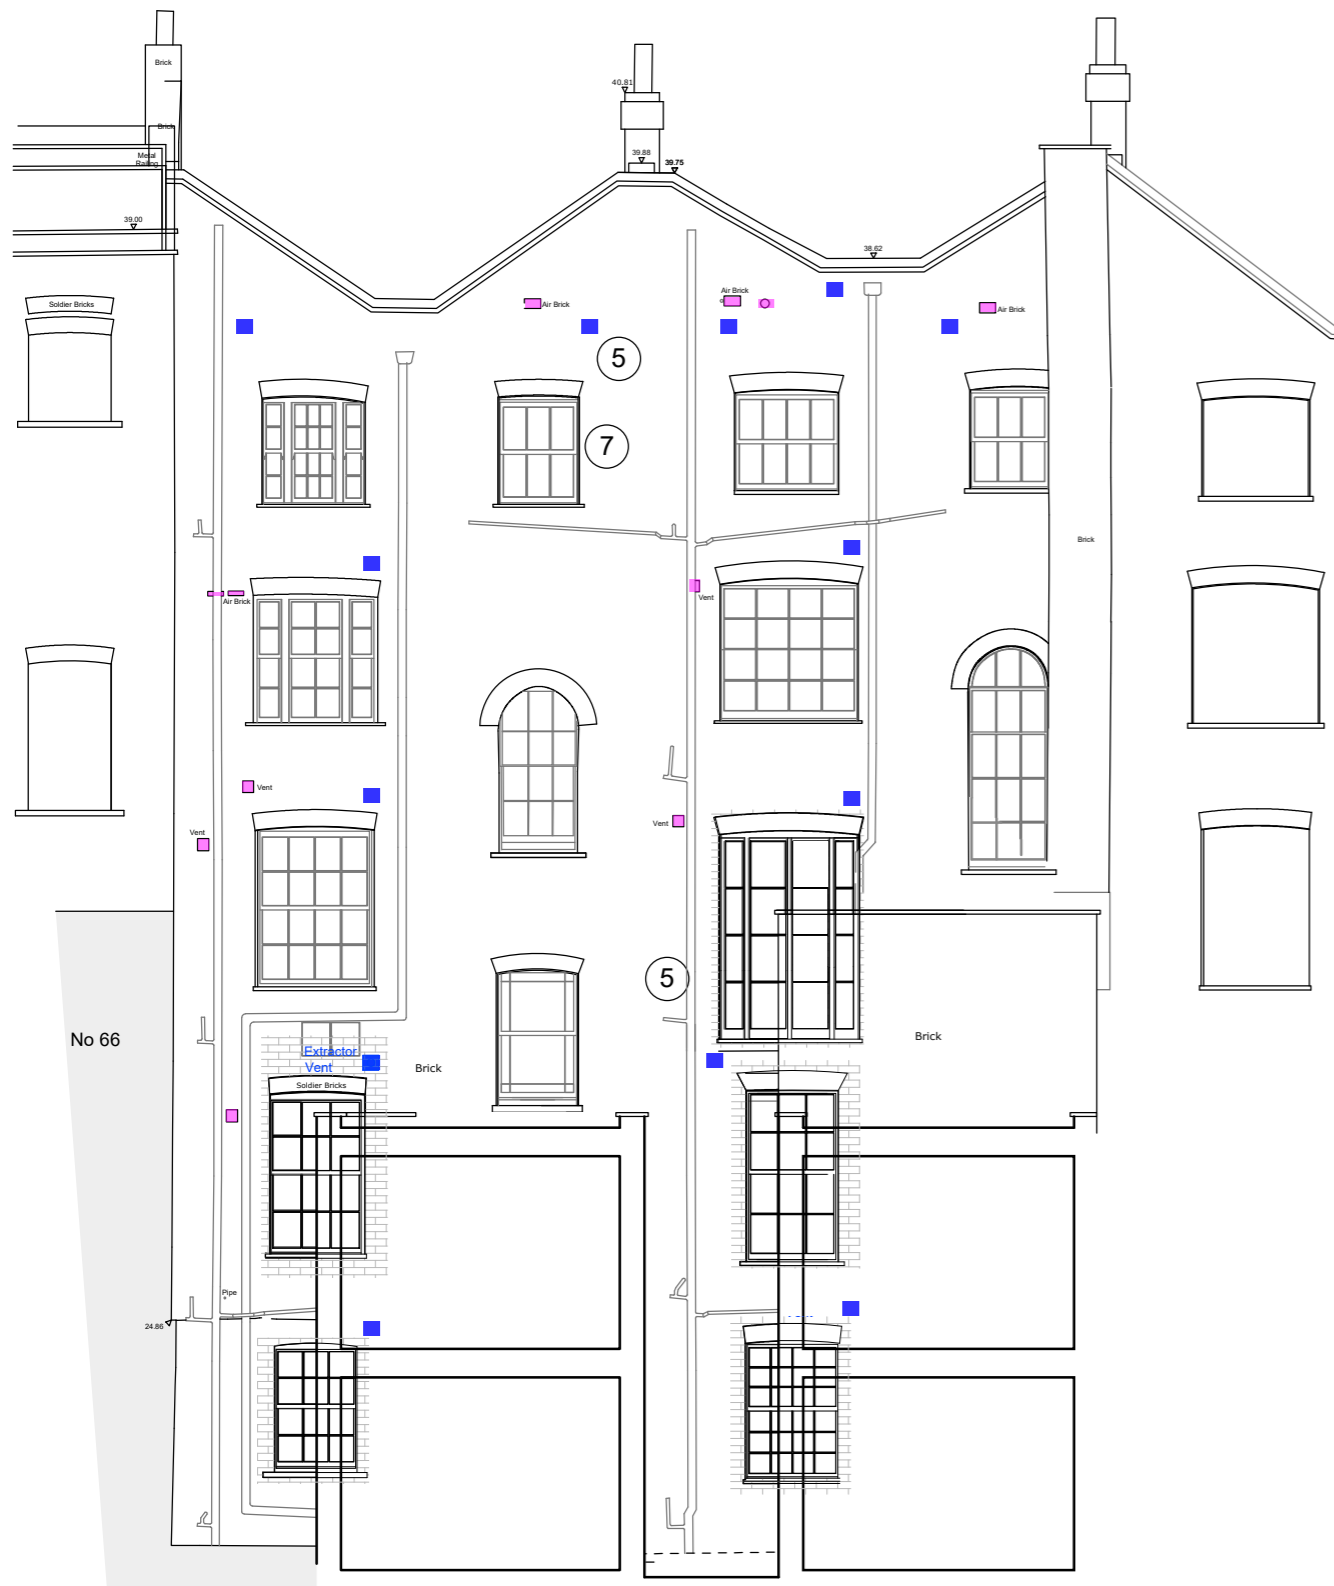 Brick
40.81
Brick
Metal
Railing
39.88
39.75
39.00
38.62
Soldier Bricks
Air Brick
Air Brick
Air Brick
5
7
Brick
Air Brick
Vent
Vent
Vent
Vent
5
No 66
Brick
Extractor
Vent
Brick
Soldier Bricks
Pipe
24.86